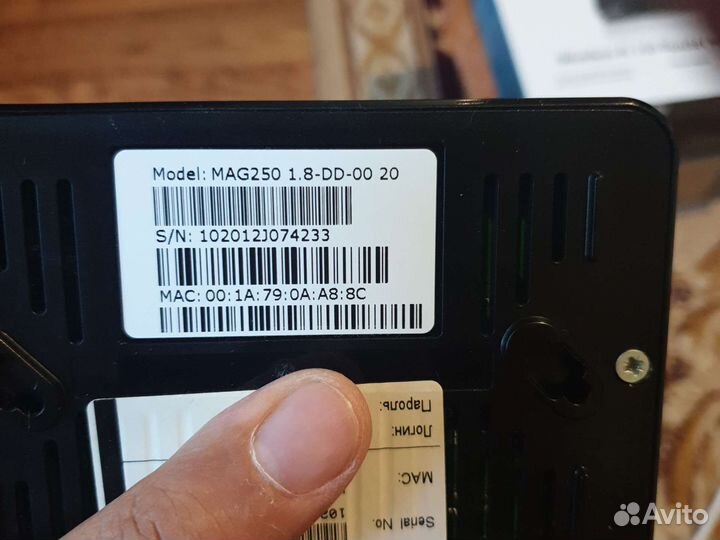 Model: MAG250 1.8-DD-00 20
S/N: 102012J074233
MAC: 00:1A:79:0A:A8:8C
Serial No.
MAC:
Логин:
Пароль:
Avito